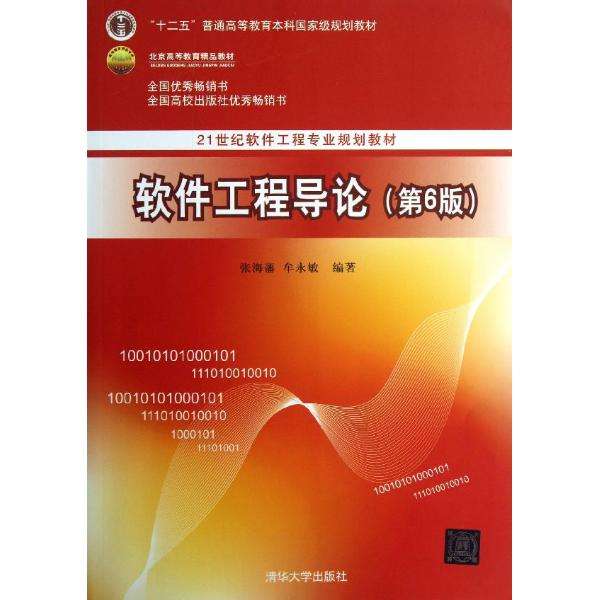 "十二五"普通高等教育本科国家级规划教材
北京高等教育精品教材
全国优秀畅销书
全国高校出版社优秀畅销书
21世纪软件工程专业规划教材
软件工程导论（第6版）
张海藩 牟永敏 编著
10010101000101
111010010010
10010101000101
111010010010
1000101
11101001
10010101000101
111010010010
清华大学出版社